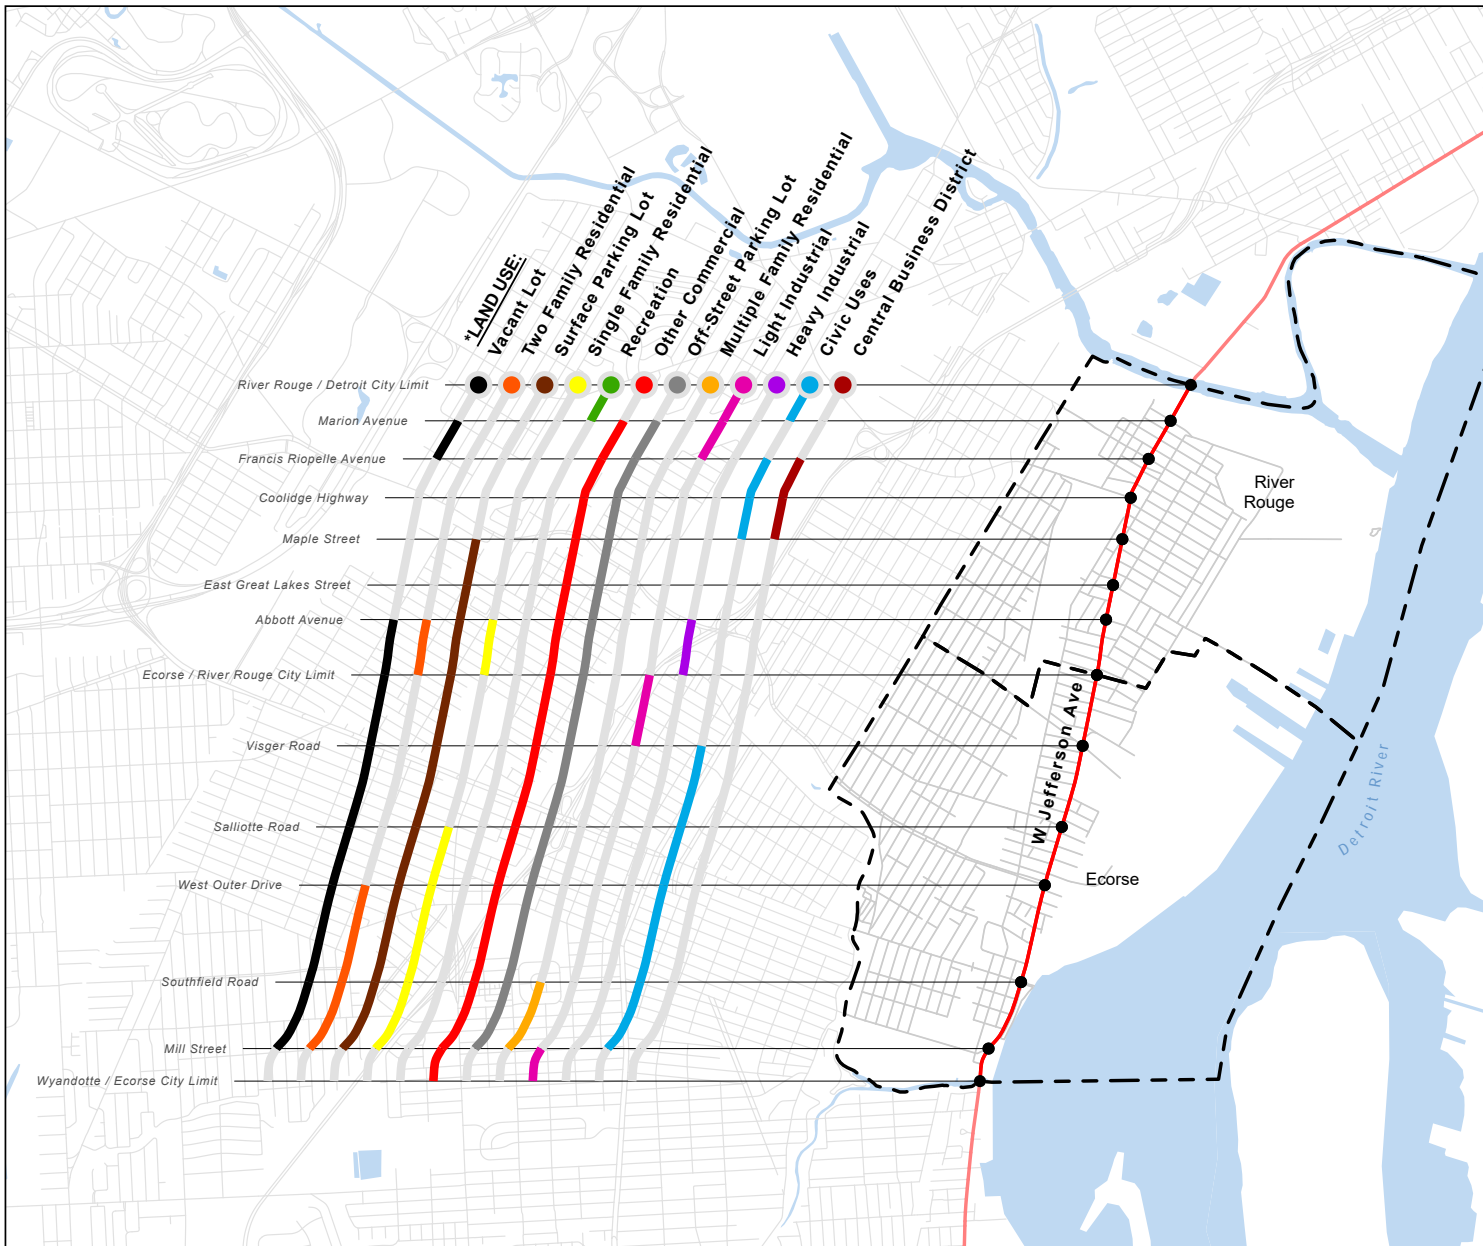 *LAND USE:
Vacant Lot
Two Family Residential
Surface Parking Lot
Single Family Residential
Recreation
Other Commercial
Off-Street Parking Lot
Multiple Family Residential
Light Industrial
Heavy Industrial
Civic Uses
Central Business District
River Rouge / Detroit City Limit
Marion Avenue
Francis Riopelle Avenue
Coolidge Highway
Maple Street
East Great Lakes Street
Abbott Avenue
Ecorse / River Rouge City Limit
Visger Road
Salliotte Road
West Outer Drive
Southfield Road
Mill Street
Wyandotte / Ecorse City Limit
River
Rouge
W Jefferson Ave
Ecorse
Detroit River